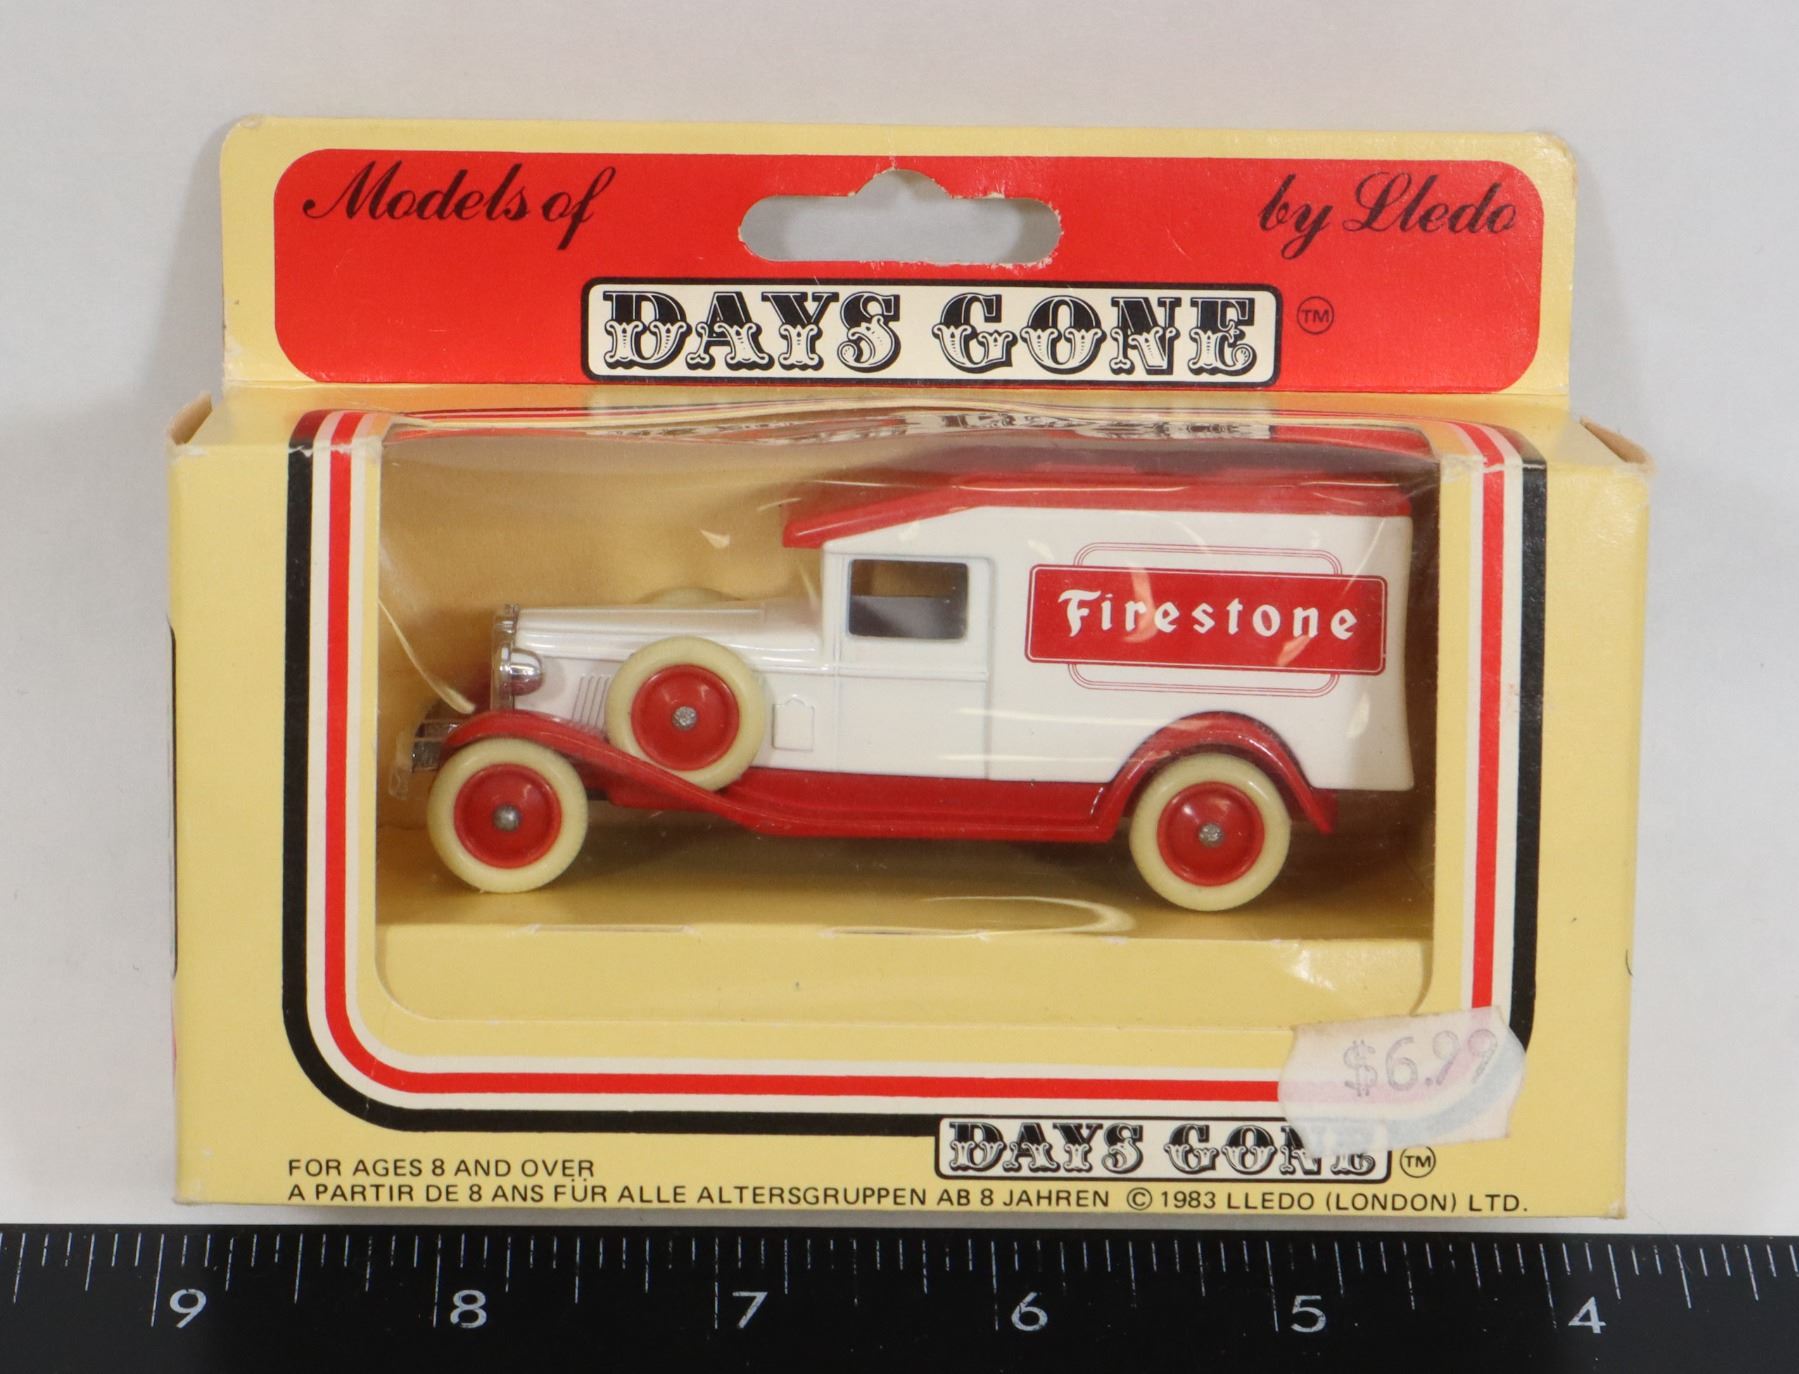 Models of
by Lledo
DAYS GONE TM
Firestone
$6.99
DAYS GONE TM
FOR AGES 8 AND OVER
A PARTIR DE 8 ANS FÜR ALLE ALTERSGRUPPEN AB 8 JAHREN © 1983 LLEDO (LONDON) LTD.
9 8 7 6 5 4